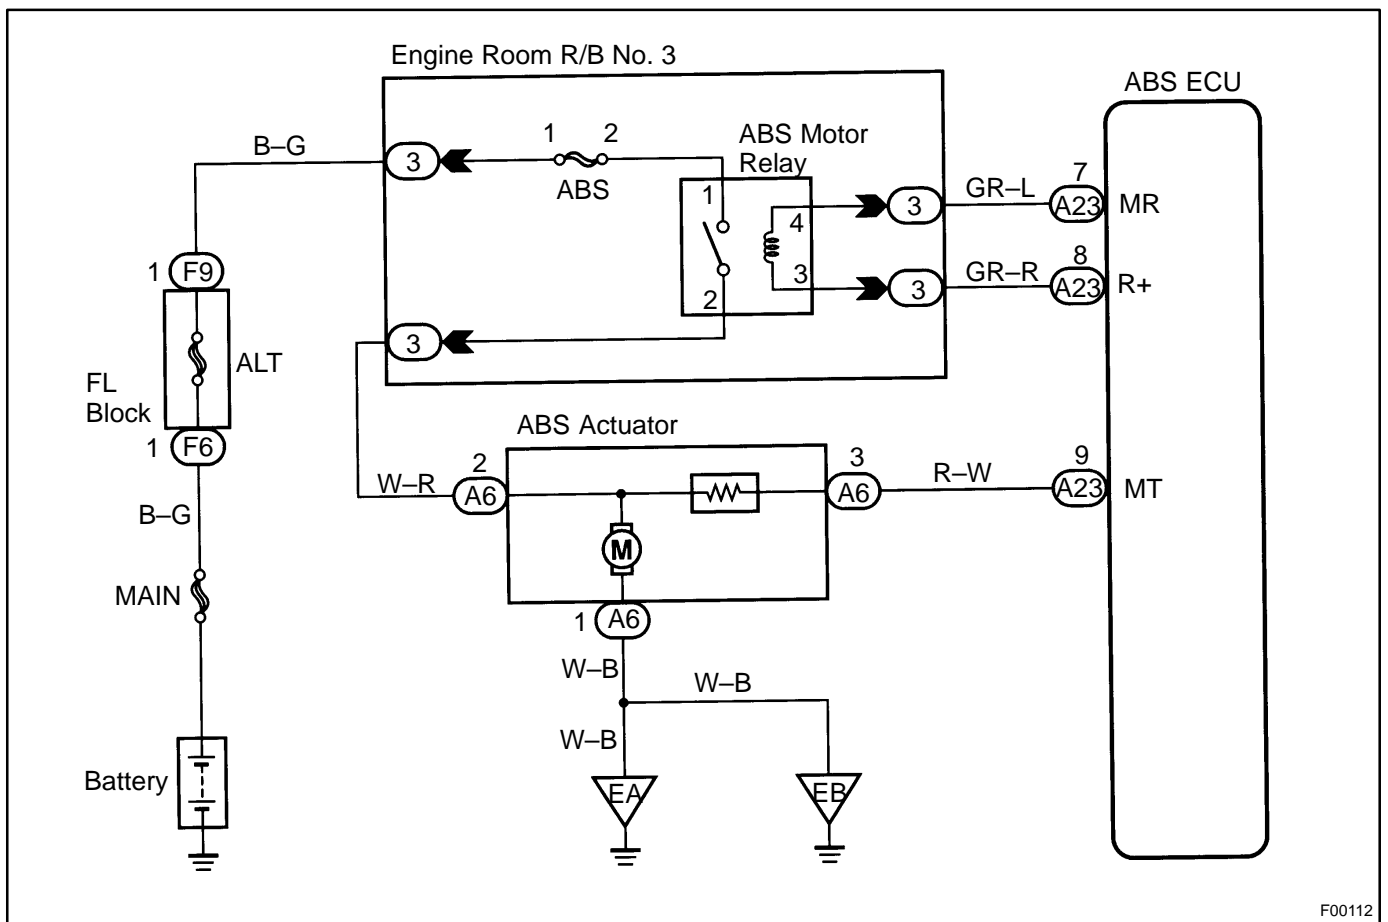 Engine Room R/B No. 3
ABS ECU
B–G
3
1 2
ABS
ABS Motor
Relay
1
4
3
2
3
GR–L
7
A23
MR
3
GR–R
8
A23
R+
1 F9
FL
Block
ALT
1 F6
3
ABS Actuator
W–R
2
A6
3
A6
R–W
9
A23
MT
B–G
M
MAIN
1 A6
W–B
W–B
W–B
Battery
EA
EB
F00112